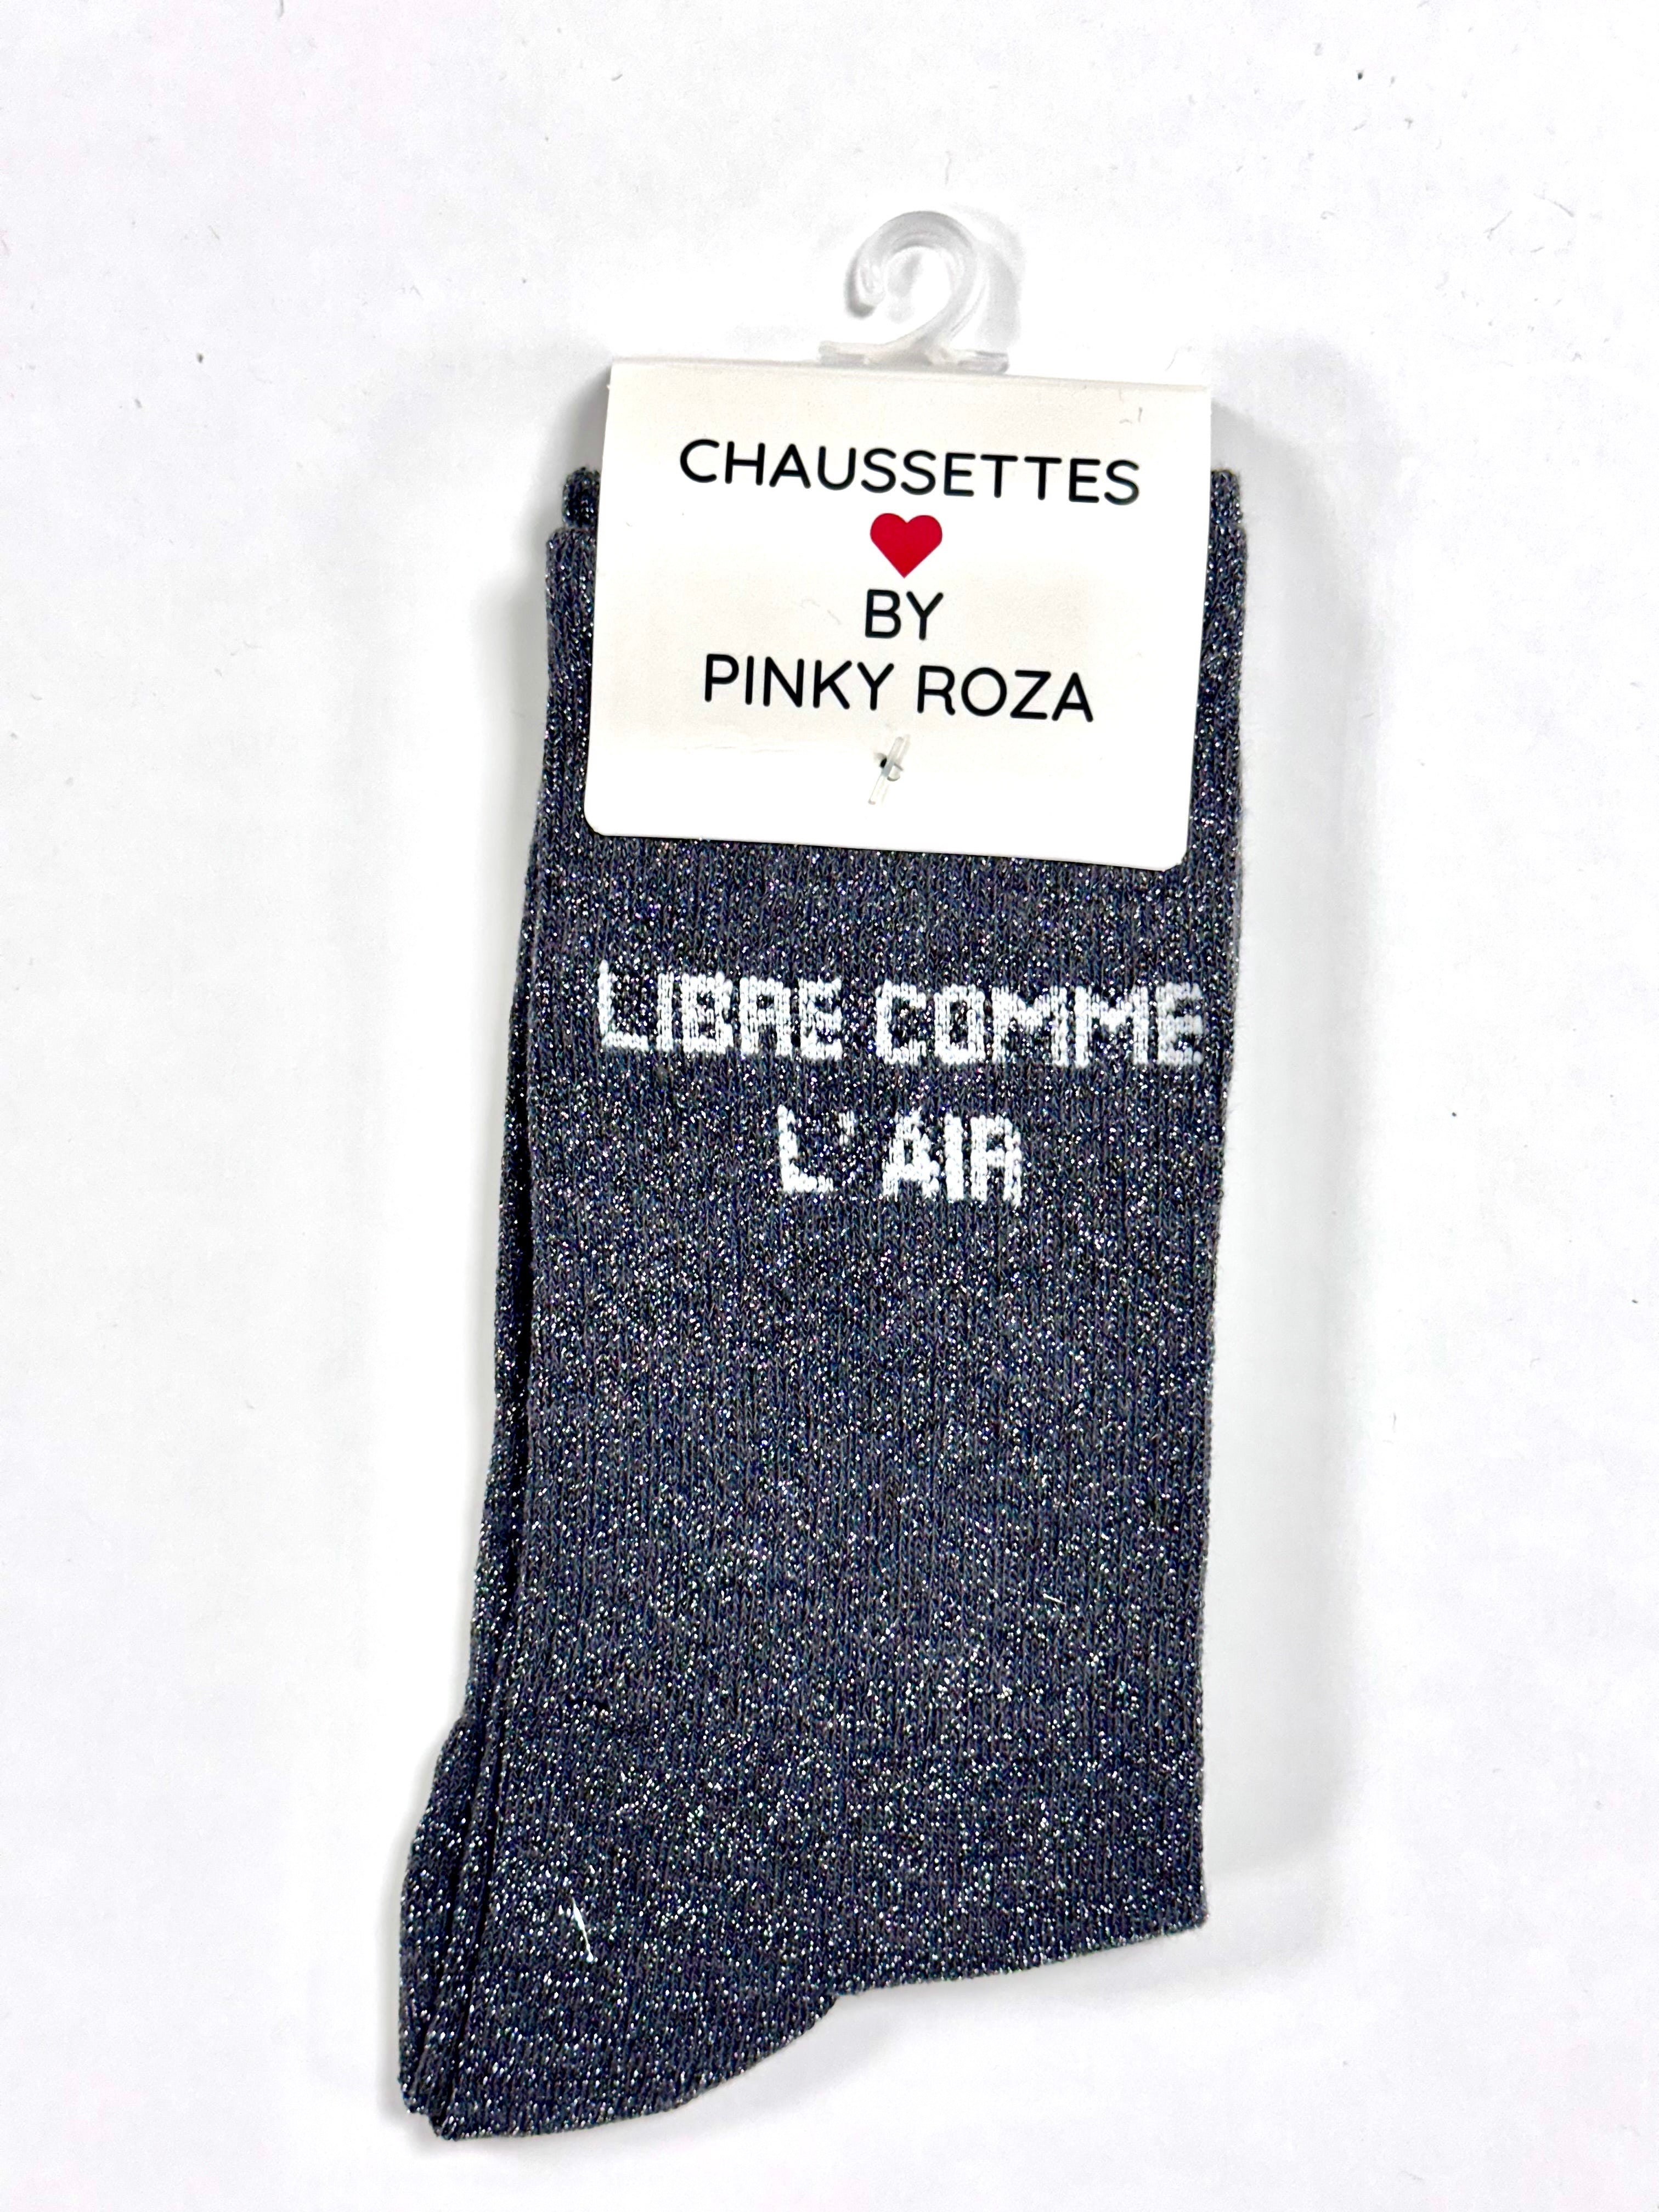 CHAUSSETTES
BY
PINKY ROZA
LIBRE COMME
L'AIR